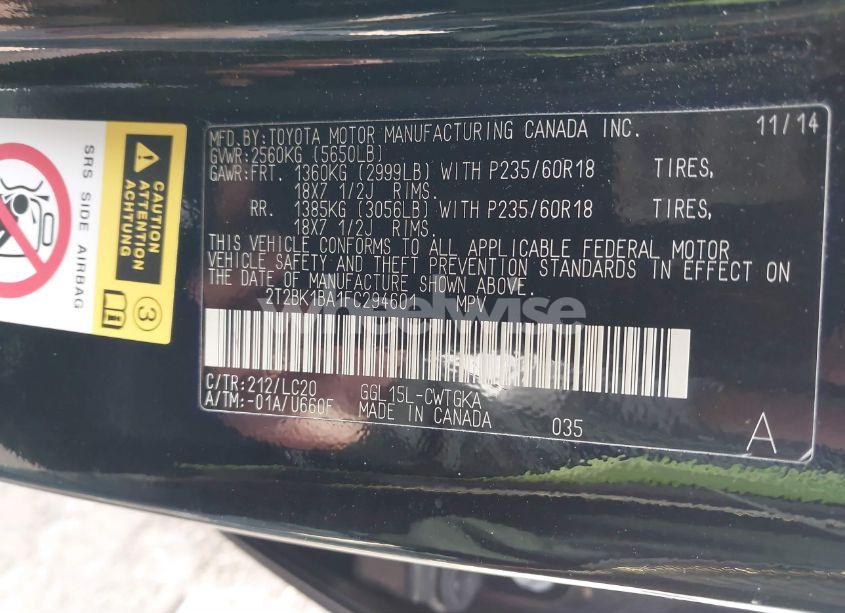 MFD.BY:TOYOTA MOTOR MANUFACTURING CANADA INC. 11/14
GVWR:2560KG (5650LB)
GAWR:FRT. 1360KG (2999LB) WITH P235/60R18 TIRES,
18X7 1/2J RIMS.
RR. 1385KG (3056LB) WITH P235/60R18 TIRES,
18X7 1/2J RIMS.
THIS VEHICLE CONFORMS TO ALL APPLICABLE FEDERAL MOTOR
VEHICLE SAFETY AND THEFT PREVENTION STANDARDS IN EFFECT ON
THE DATE OF MANUFACTURE SHOWN ABOVE.
2T2BK1BA1FC294601 MPV
wheelwise
C/TR:212/LC20 GGL15L-CWTGKA
A/TM:-01A/U660F MADE IN CANADA 035 A
SRS SIDE AIRBAG
CAUTION
ATTENTION
ACHTUNG
3